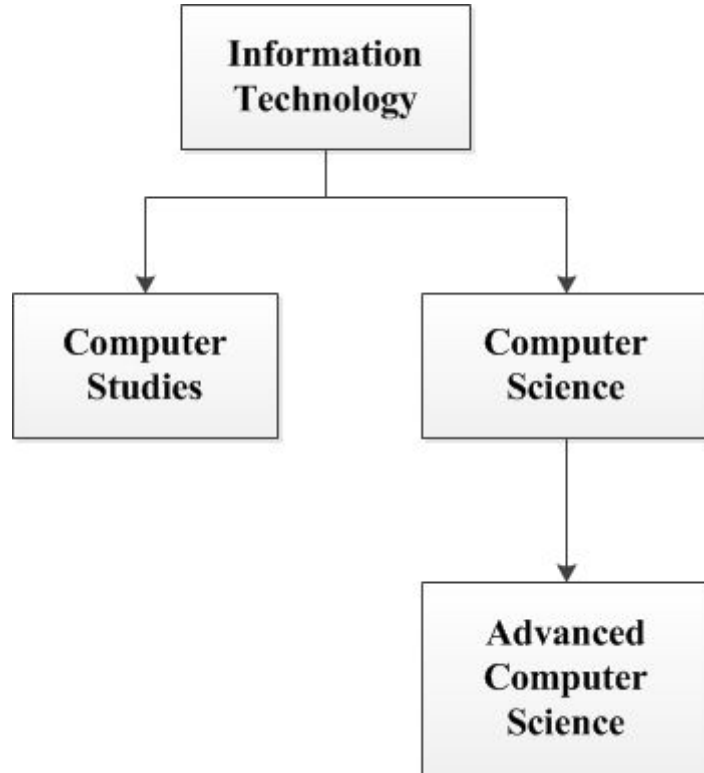 Information
Technology
Computer
Studies
Computer
Science
Advanced
Computer
Science